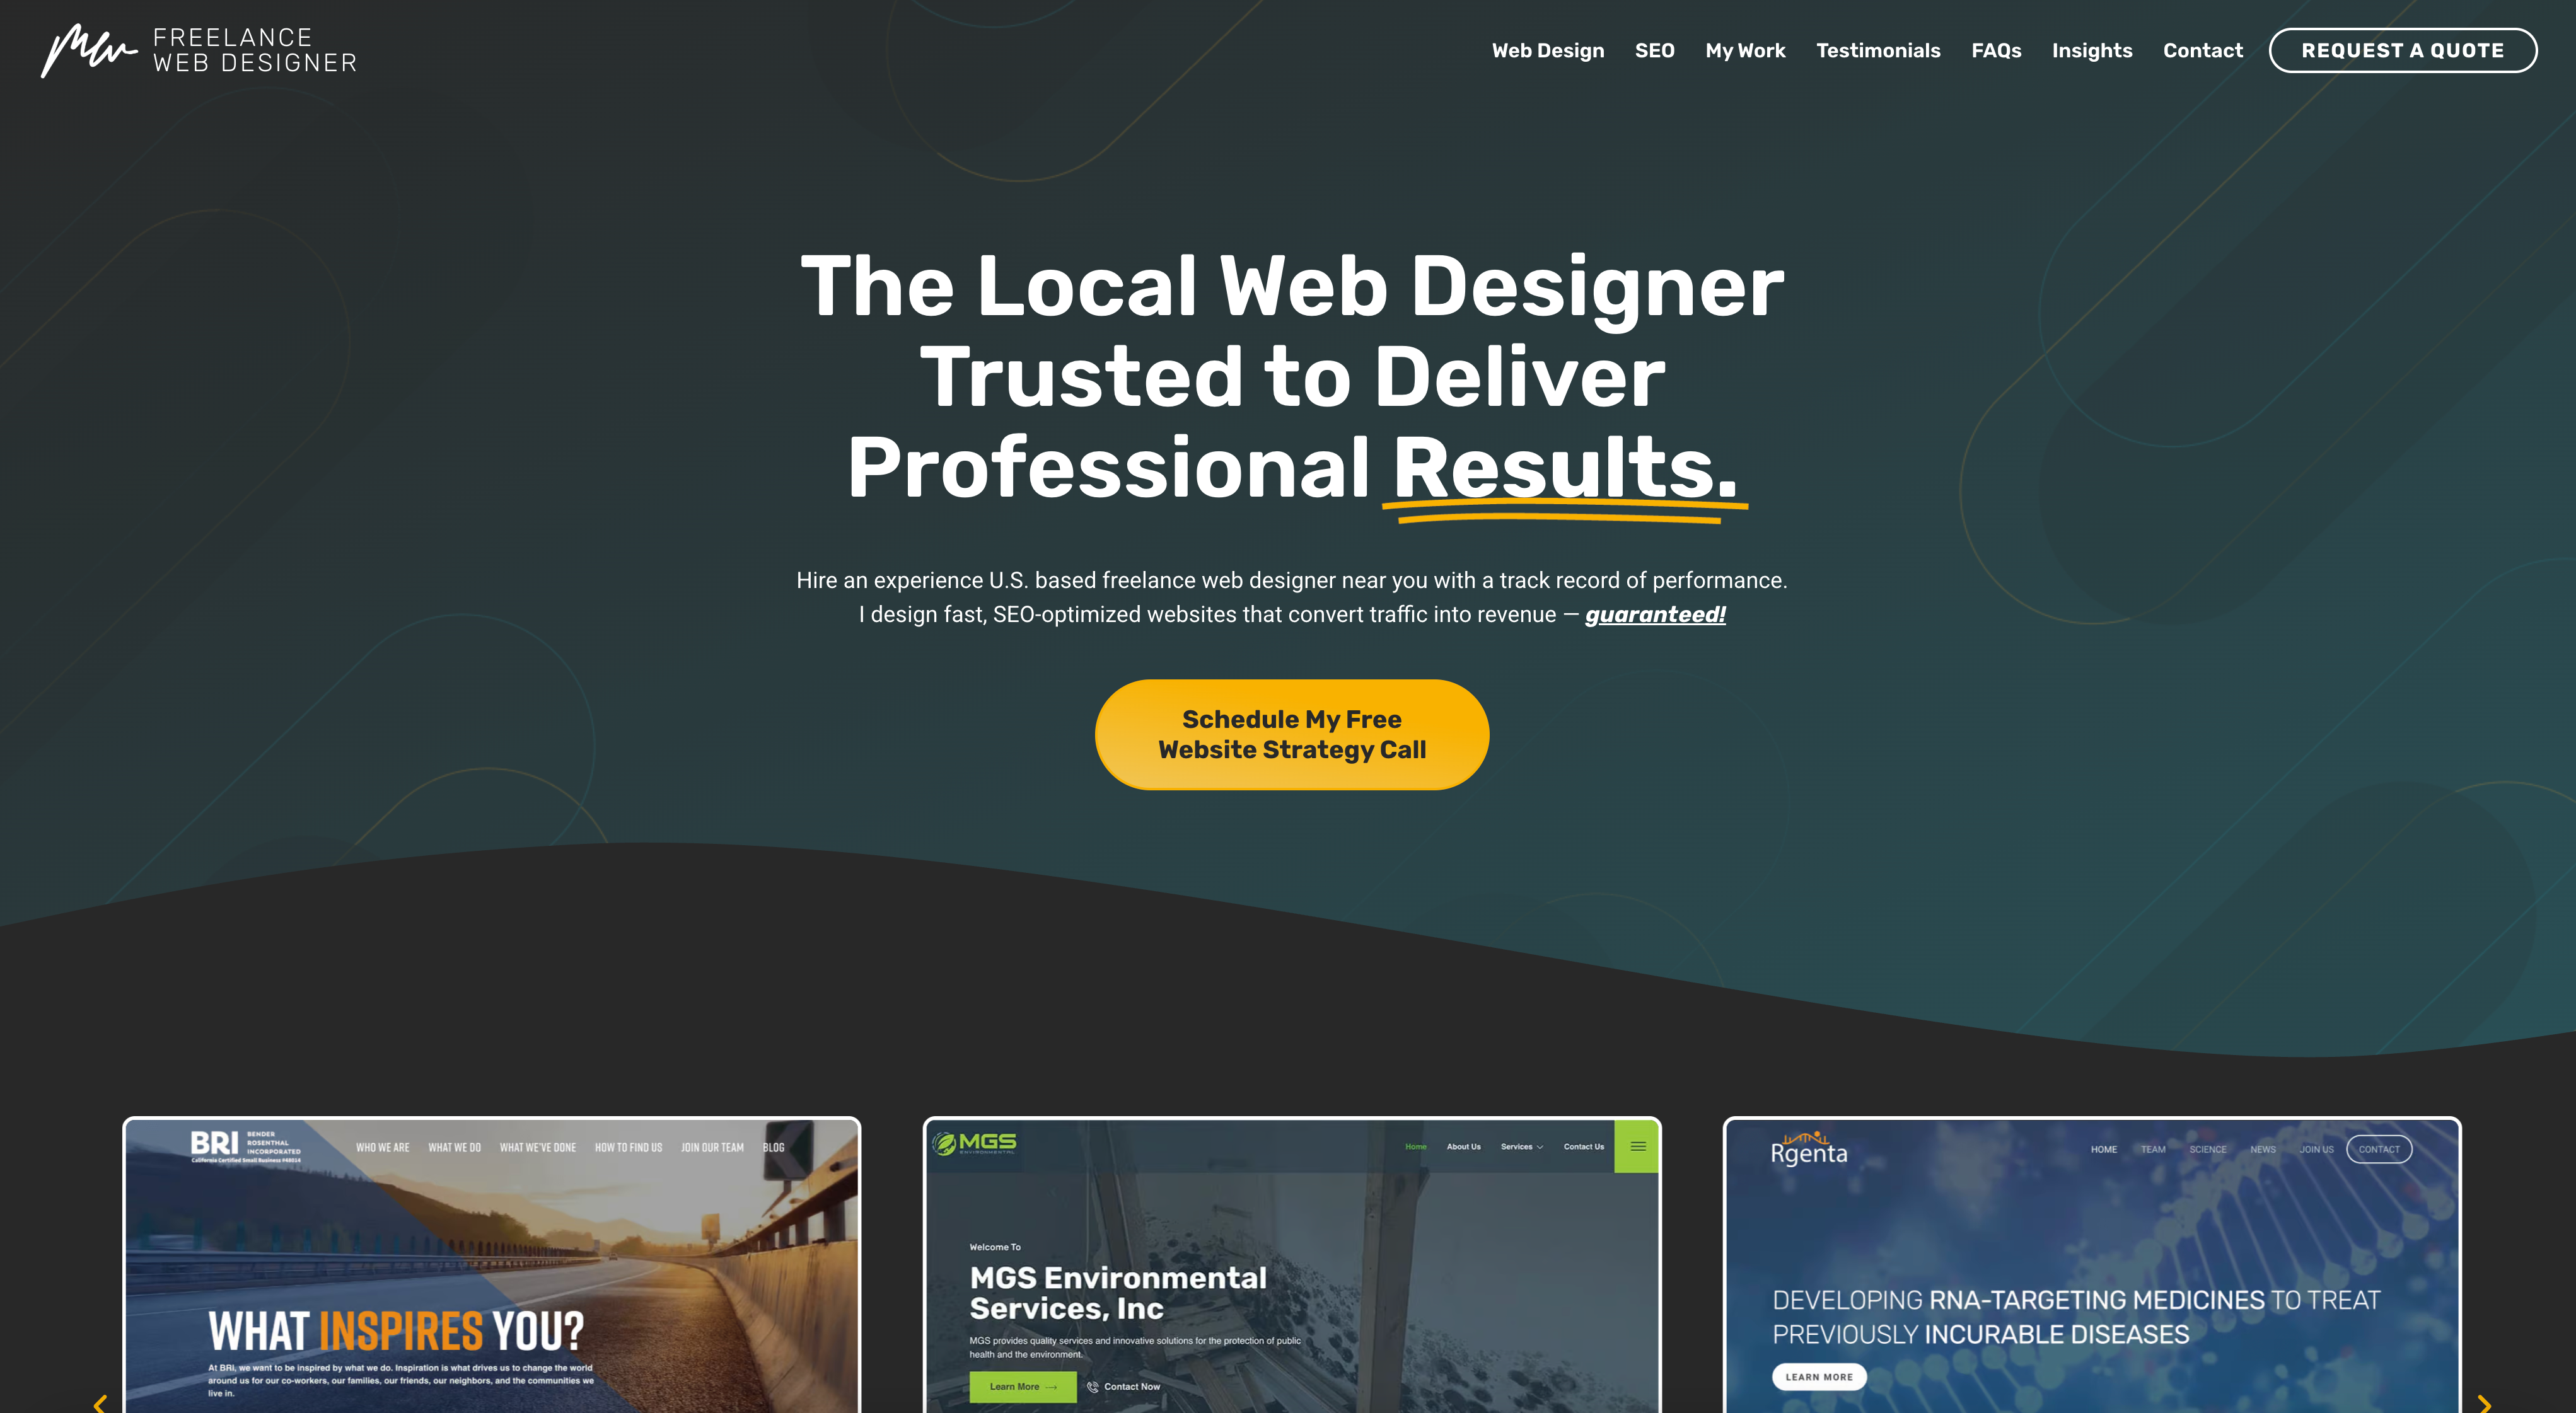 FREELANCE
WEB DESIGNER
Web Design SEO My Work Testimonials FAQs Insights Contact REQUEST A QUOTE
The Local Web Designer
Trusted to Deliver
Professional Results.
Hire an experience U.S. based freelance web designer near you with a track record of performance.
I design fast, SEO-optimized websites that convert traffic into revenue — guaranteed!
Schedule My Free
Website Strategy Call
BRI BENDER
ROSENTHAL
INCORPORATED
California Certified Small Business #48014
WHO WE ARE WHAT WE DO WHAT WE'VE DONE HOW TO FIND US JOIN OUR TEAM BLOG
WHAT INSPIRES YOU?
At BRI, we want to be inspired by what we do. Inspiration is what drives us to change the world
around us for our co-workers, our families, our friends, our neighbors, and the communities we
live in.
MGS
ENVIRONMENTAL
Home About Us Services Contact Us
Welcome To
MGS Environmental
Services, Inc
MGS provides quality services and innovative solutions for the protection of public
health and the environment.
Learn More → Contact Now
Rgenta
HOME TEAM SCIENCE NEWS JOIN US CONTACT
DEVELOPING RNA-TARGETING MEDICINES TO TREAT
PREVIOUSLY INCURABLE DISEASES
LEARN MORE